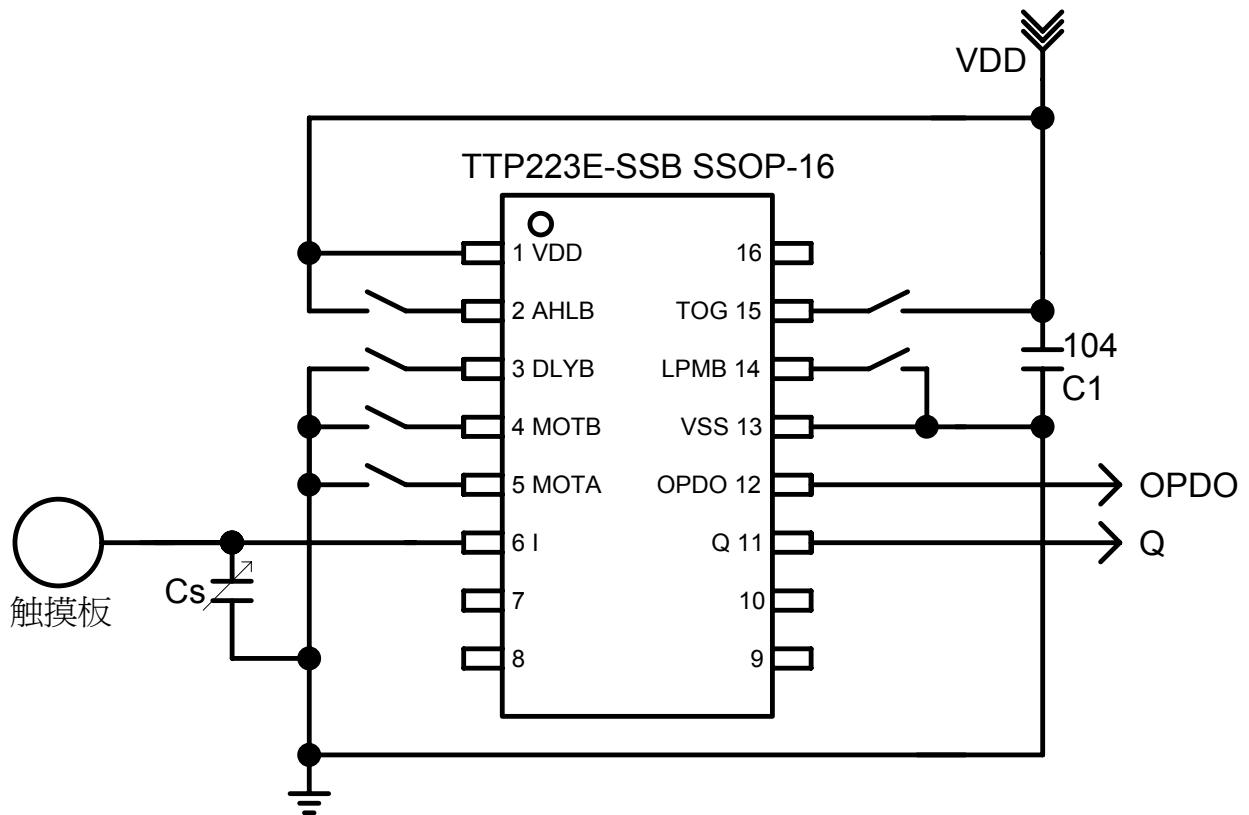 VDD
TTP223E-SSB SSOP-16
1 VDD
16
2 AHLB
TOG 15
3 DLYB
LPMB 14
104
C1
4 MOTB
VSS 13
5 MOTA
OPDO 12
OPDO
6 I
Q 11
Q
Cs
触摸板
7
10
8
9